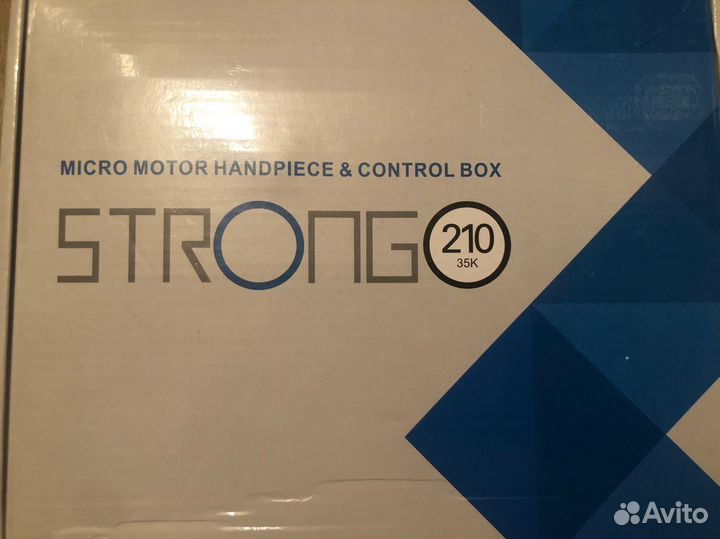 MICRO MOTOR HANDPIECE & CONTROL BOX
STRONG 210
35K
Avito